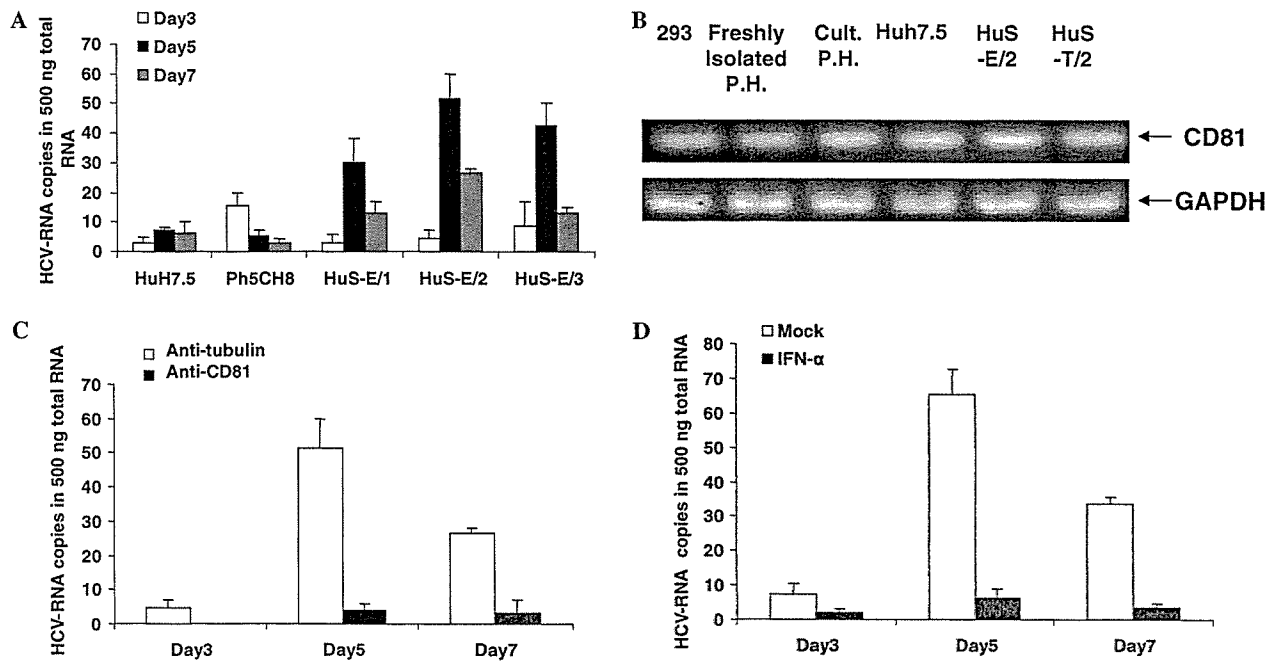 A
Day3
Day5
Day7
HCV-RNA copies in 500 ng total
RNA
70
60
50
40
30
20
10
0
HuH7.5 Ph5CH8 HuS-E/1 HuS-E/2 HuS-E/3
B
293 Freshly Isolated P.H. Cult. P.H. Huh7.5 HuS -E/2 HuS -T/2
CD81
GAPDH
C
Anti-tubulin
Anti-CD81
HCV-RNA copies in 500 ng total RNA
70
60
50
40
30
20
10
0
Day3 Day5 Day7
D
Mock
IFN-α
HCV-RNA copies in 500 ng total RNA
80
70
60
50
40
30
20
10
0
Day3 Day5 Day7